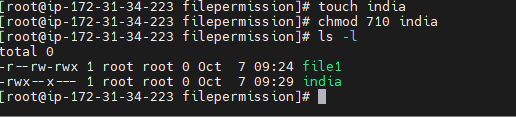 [root@ip-172-31-34-223 filepermission]# touch india
[root@ip-172-31-34-223 filepermission]# chmod 710 india
[root@ip-172-31-34-223 filepermission]# ls -l
total 0
-r--rw-rwx 1 root root 0 Oct  7 09:24 file1
-rwx--x--- 1 root root 0 Oct  7 09:29 india
[root@ip-172-31-34-223 filepermission]#